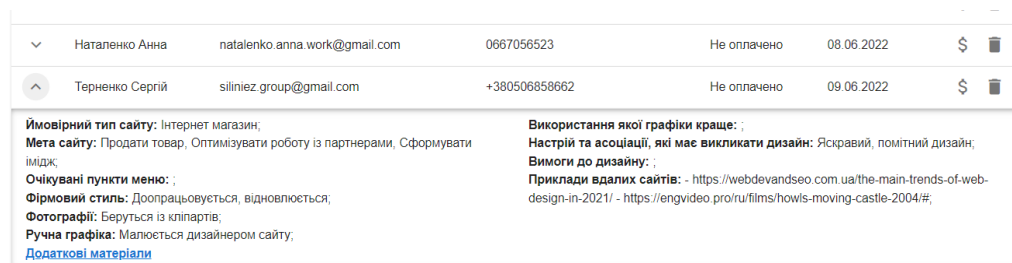 Наталенко Анна natalenko.anna.work@gmail.com 0667056523 Не оплачено 08.06.2022 $
Терненко Сергій siliniez.group@gmail.com +380506858662 Не оплачено 09.06.2022 $
Ймовірний тип сайту: Інтернет магазин;
Мета сайту: Продати товар, Оптимізувати роботу із партнерами, Сформувати
імідж;
Очікувані пункти меню: ;
Фірмовий стиль: Доопрацьовується, відновлюється;
Фотографії: Беруться із кліпартів;
Ручна графіка: Малюється дизайнером сайту;
Додаткові матеріали
Використання якої графіки краще: ;
Настрій та асоціації, які має викликати дизайн: Яскравий, помітний дизайн;
Вимоги до дизайну: ;
Приклади вдалих сайтів: - https://webdevandseo.com.ua/the-main-trends-of-web-
design-in-2021/ - https://engvideo.pro/ru/films/howls-moving-castle-2004/#;